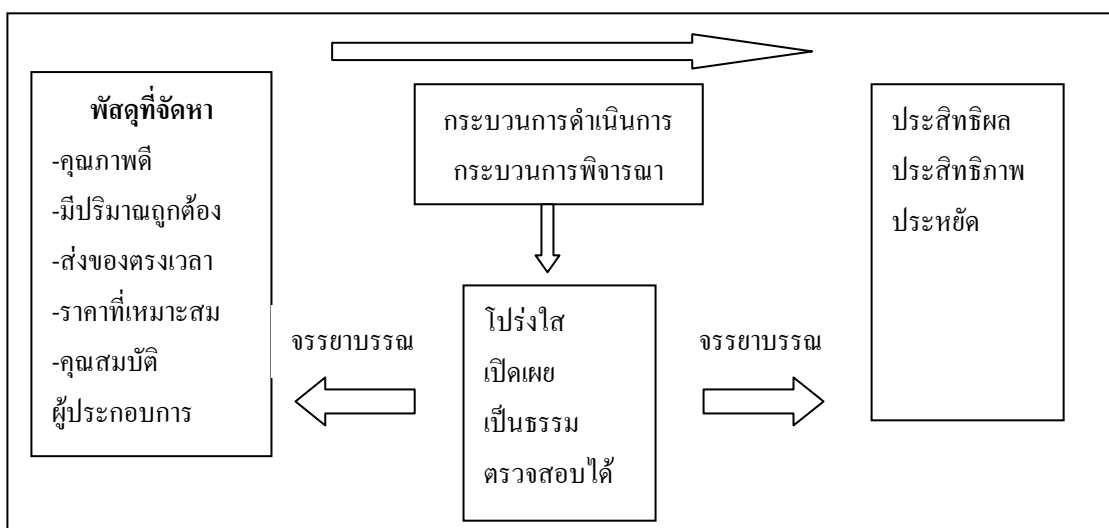 พัสดุที่จัดหา
-คุณภาพดี
-มีปริมาณถูกต้อง
-ส่งของตรงเวลา
-ราคาที่เหมาะสม
-คุณสมบัติ
ผู้ประกอบการ
กระบวนการดำเนินการ
กระบวนการพิจารณา
จรรยาบรรณ
โปร่งใส
เปิดเผย
เป็นธรรม
ตรวจสอบได้
จรรยาบรรณ
ประสิทธิผล
ประสิทธิภาพ
ประหยัด